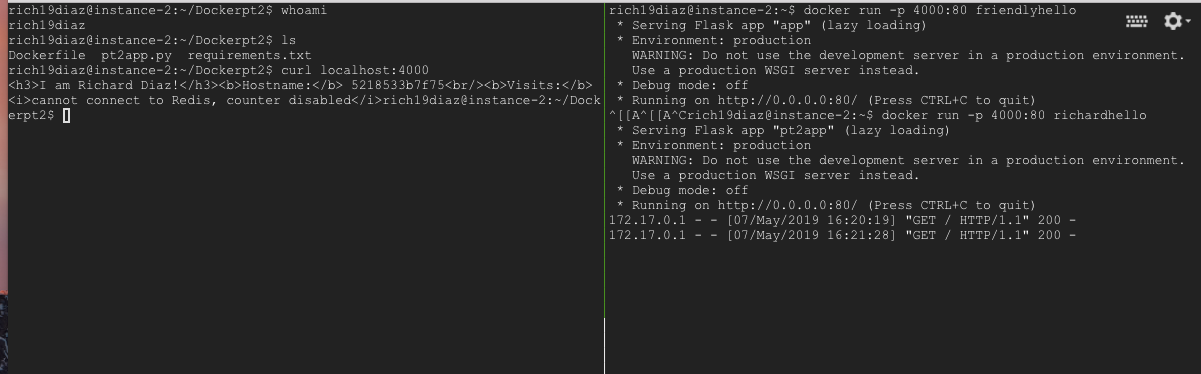 rich19diaz@instance-2:~/Dockerpt2$ whoami
rich19diaz
rich19diaz@instance-2:~/Dockerpt2$ ls
Dockerfile  pt2app.py  requirements.txt
rich19diaz@instance-2:~/Dockerpt2$ curl localhost:4000
<h3>I am Richard Diaz!</h3><b>Hostname:</b> 5218533b7f75<br/><b>Visits:</b>
<i>cannot connect to Redis, counter disabled</i>rich19diaz@instance-2:~/Dock
erpt2$
rich19diaz@instance-2:~$ docker run -p 4000:80 friendlyhello
 * Serving Flask app "app" (lazy loading)
 * Environment: production
   WARNING: Do not use the development server in a production environment.
   Use a production WSGI server instead.
 * Debug mode: off
 * Running on http://0.0.0.0:80/ (Press CTRL+C to quit)
^[[A^[[A^Crich19diaz@instance-2:~$ docker run -p 4000:80 richardhello
 * Serving Flask app "pt2app" (lazy loading)
 * Environment: production
   WARNING: Do not use the development server in a production environment.
   Use a production WSGI server instead.
 * Debug mode: off
 * Running on http://0.0.0.0:80/ (Press CTRL+C to quit)
172.17.0.1 - - [07/May/2019 16:20:19] "GET / HTTP/1.1" 200 -
172.17.0.1 - - [07/May/2019 16:21:28] "GET / HTTP/1.1" 200 -